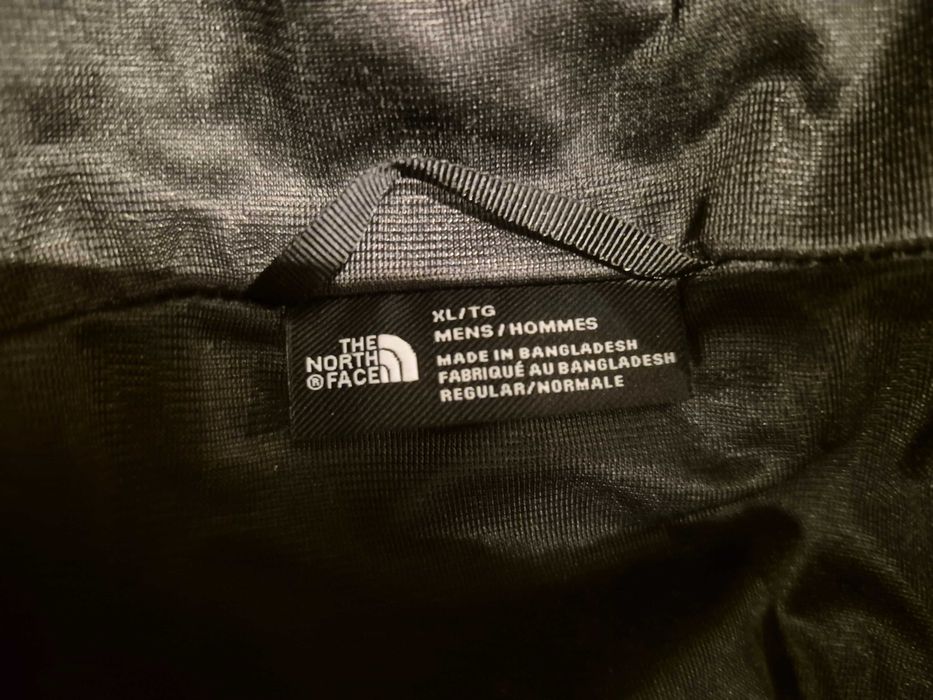 THE
NORTH
® FACE
XL/TG
MENS/HOMMES
MADE IN BANGLADESH
FABRIQUÉ AU BANGLADESH
REGULAR/NORMALE